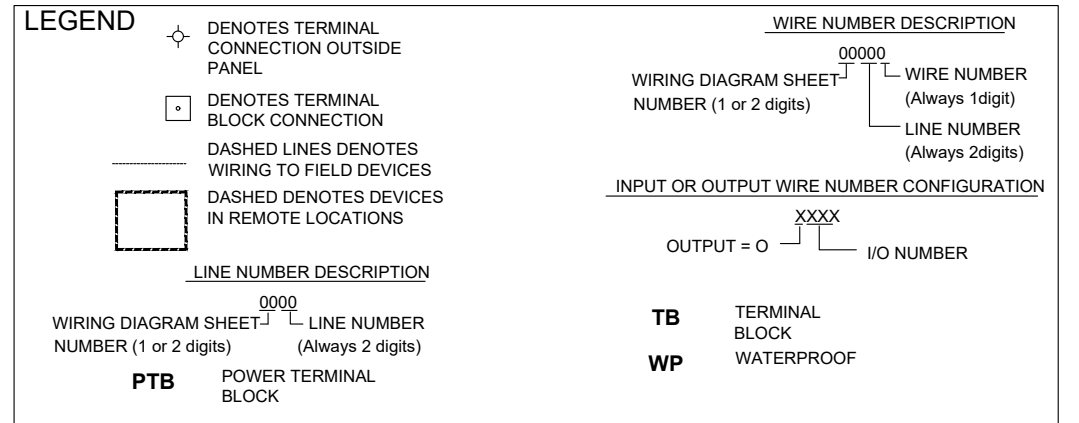 LEGEND
DENOTES TERMINAL
CONNECTION OUTSIDE
PANEL
DENOTES TERMINAL
BLOCK CONNECTION
DASHED LINES DENOTES
WIRING TO FIELD DEVICES
DASHED DENOTES DEVICES
IN REMOTE LOCATIONS
LINE NUMBER DESCRIPTION
0000
WIRING DIAGRAM SHEET
NUMBER (1 or 2 digits)
LINE NUMBER
(Always 2 digits)
PTB
POWER TERMINAL
BLOCK
WIRE NUMBER DESCRIPTION
00000
WIRING DIAGRAM SHEET
NUMBER (1 or 2 digits)
WIRE NUMBER
(Always 1digit)
LINE NUMBER
(Always 2digits)
INPUT OR OUTPUT WIRE NUMBER CONFIGURATION
XXXX
OUTPUT = O
I/O NUMBER
TB
TERMINAL
BLOCK
WP
WATERPROOF